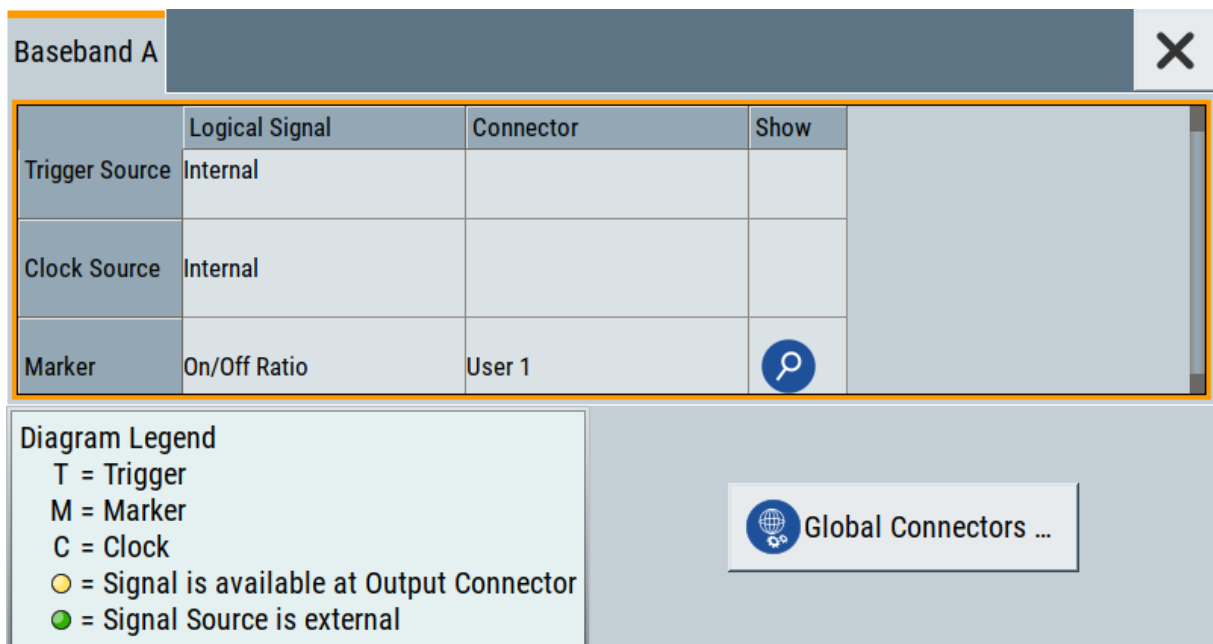 Baseband A
Logical Signal Connector Show
Trigger Source Internal
Clock Source Internal
Marker On/Off Ratio User 1
Diagram Legend
T = Trigger
M = Marker
C = Clock
= Signal is available at Output Connector
= Signal Source is external
Global Connectors ...